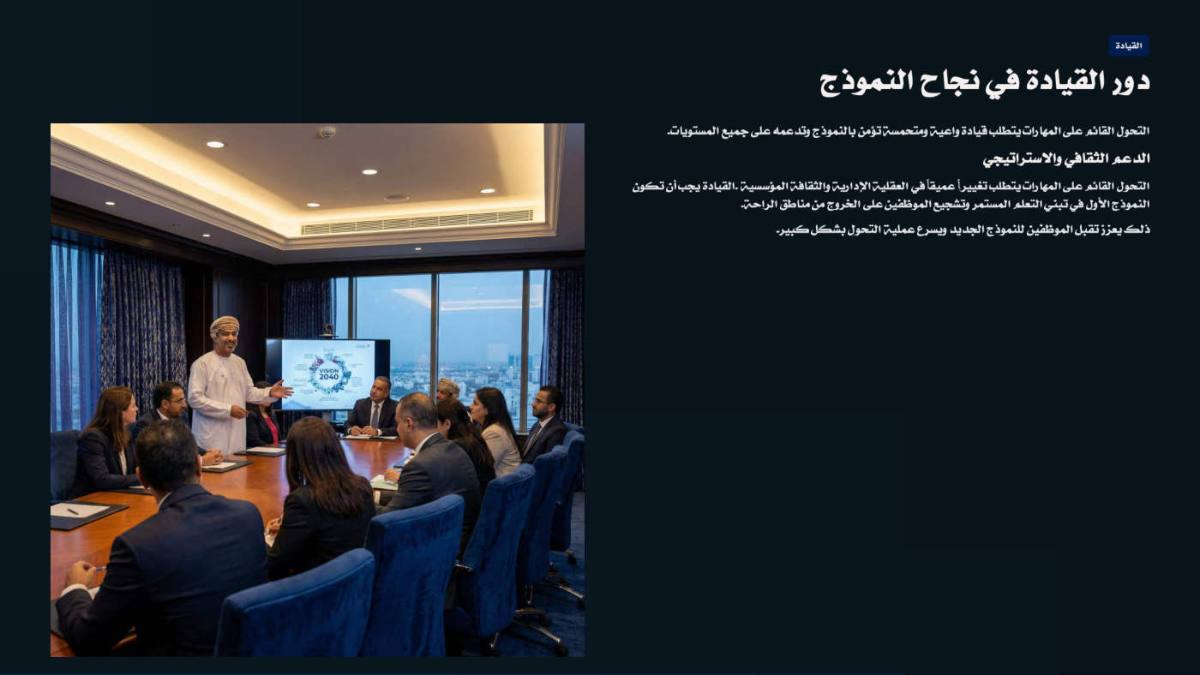 القيادة
دور القيادة في نجاح النموذج
التحول القائم على المهارات يتطلب قيادة واعية ومتحمسة تؤمن بالنموذج وتدعمه على جميع المستويات.
الدعم الثقافي والاستراتيجي
التحول القائم على المهارات يتطلب تغييراً عميقاً في العقلية الإدارية والثقافة المؤسسية .القيادة يجب أن تكون
النموذج الأول في تبني التعلم المستمر وتشجيع الموظفين على الخروج من مناطق الراحة.
ذلك يعزز تقبل الموظفين للنموذج الجديد ويسرع عملية التحول بشكل كبير.
VISION
2040